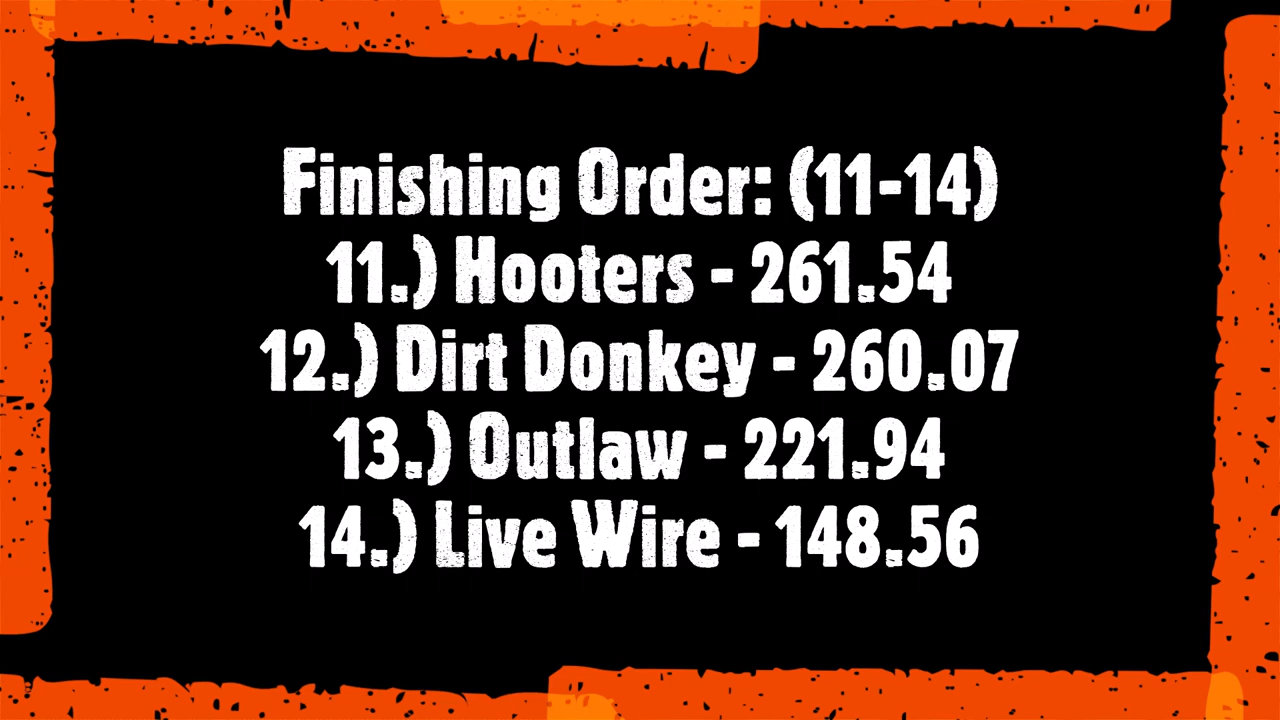 Finishing Order: (11-14)
11.) Hooters - 261.54
12.) Dirt Donkey - 260.07
13.) Outlaw - 221.94
14.) Live Wire - 148.56